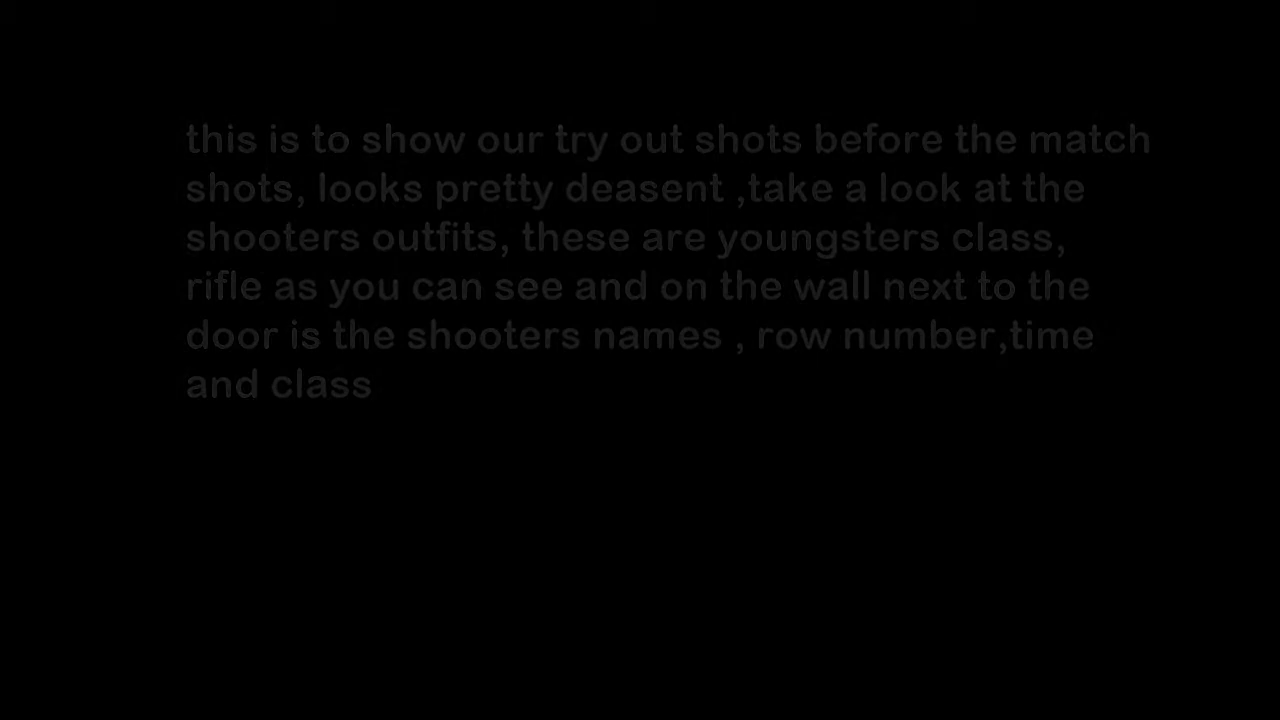 this is to show our try out shots before the match
shots, looks pretty deasent ,take a look at the
shooters outfits, these are youngsters class,
rifle as you can see and on the wall next to the
door is the shooters names , row number,time
and class